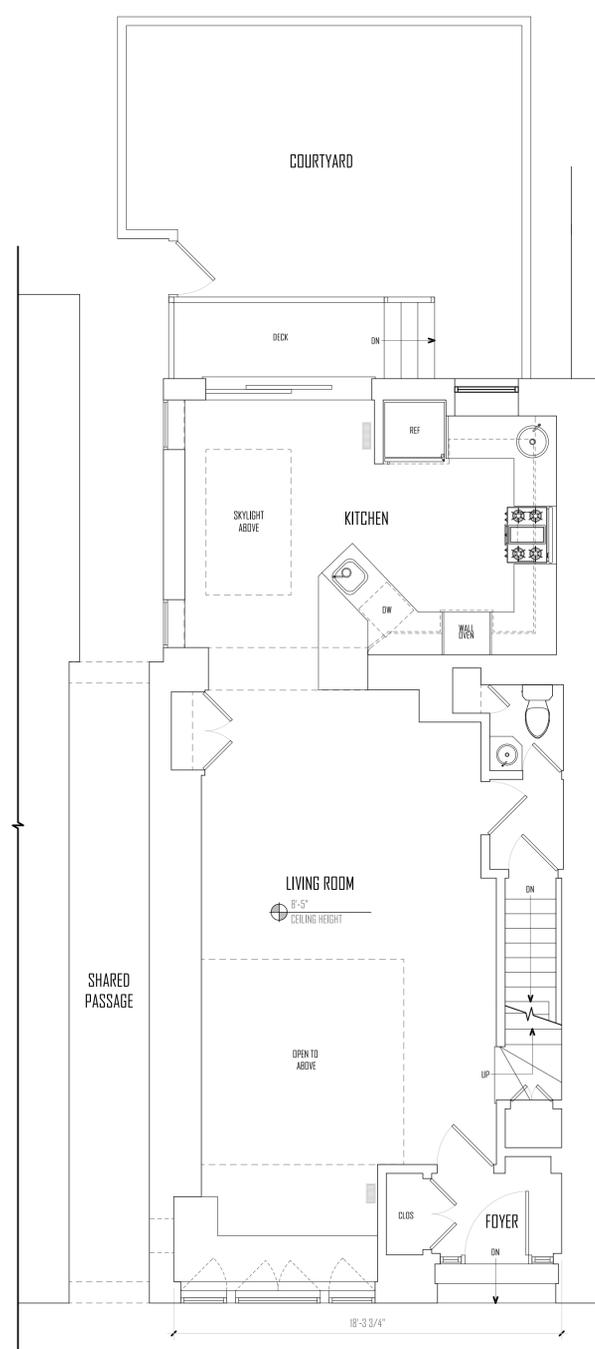 COURTYARD
DECK
DN
REF
SKYLIGHT
ABOVE
KITCHEN
DW
WALL
OVEN
LIVING ROOM
8'-5"
CEILING HEIGHT
DN
SHARED
PASSAGE
OPEN TO
ABOVE
UP
CLOS
FOYER
DN
18'-3 3/4"